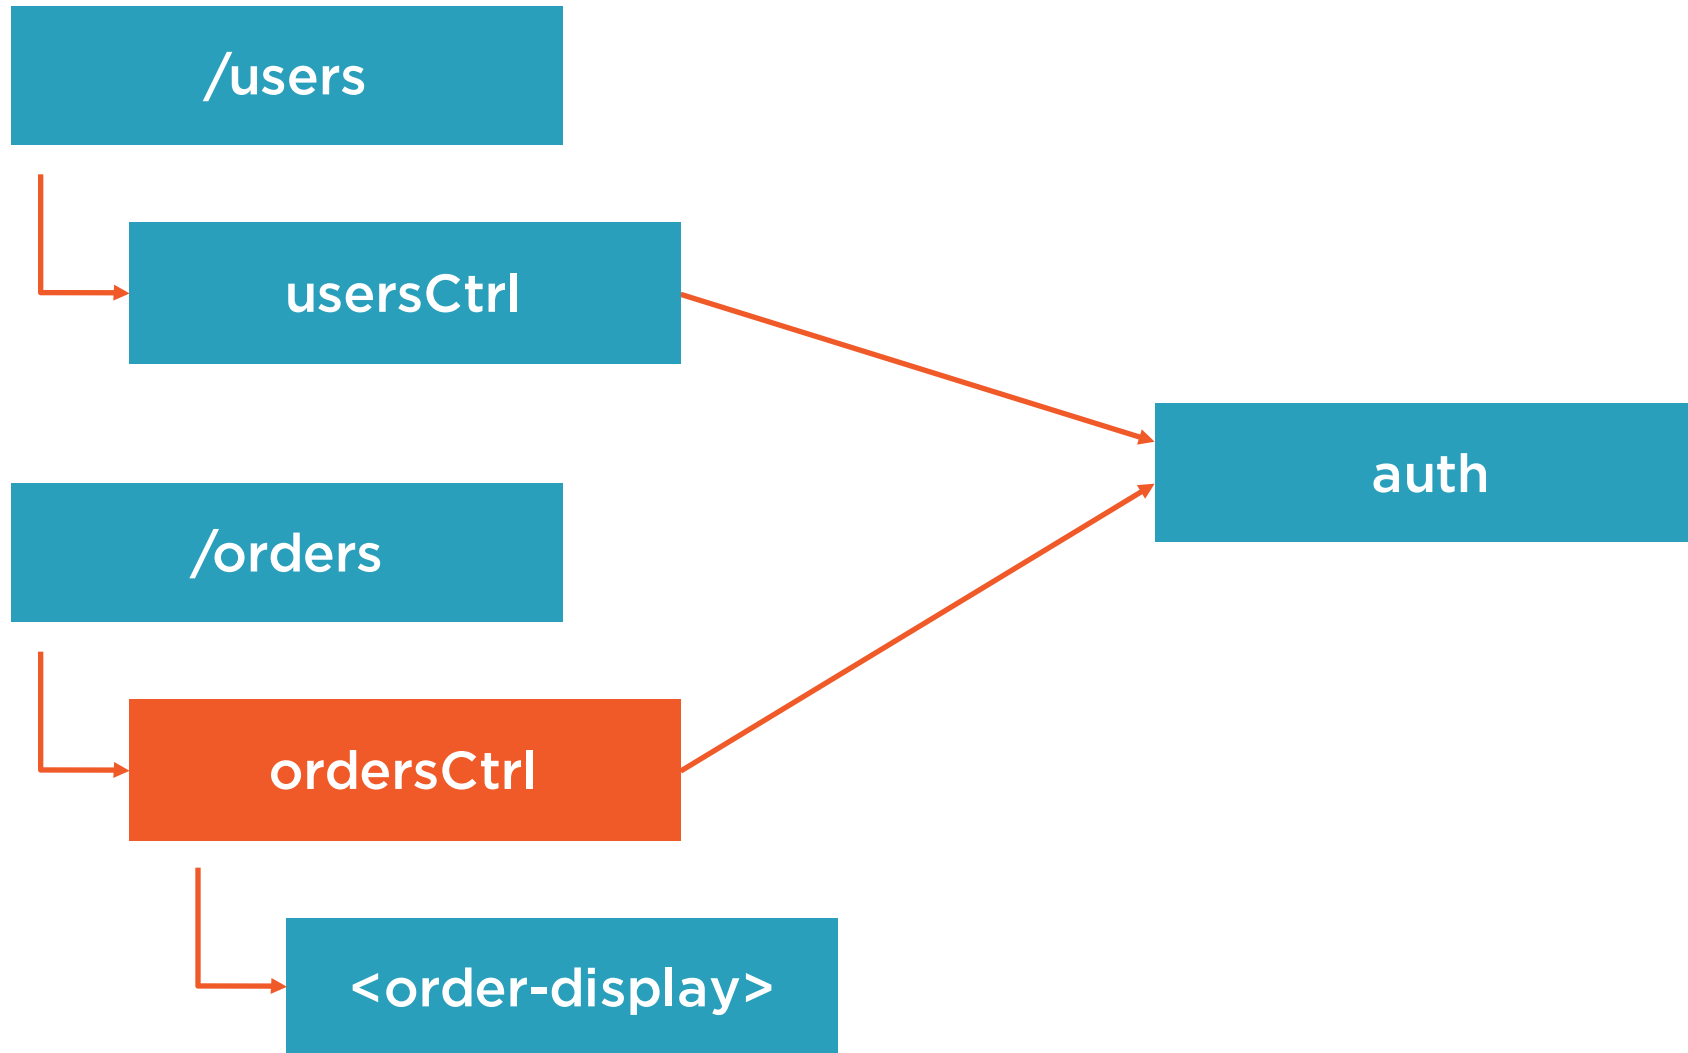 /users
usersCtrl
auth
/orders
ordersCtrl
<order-display>